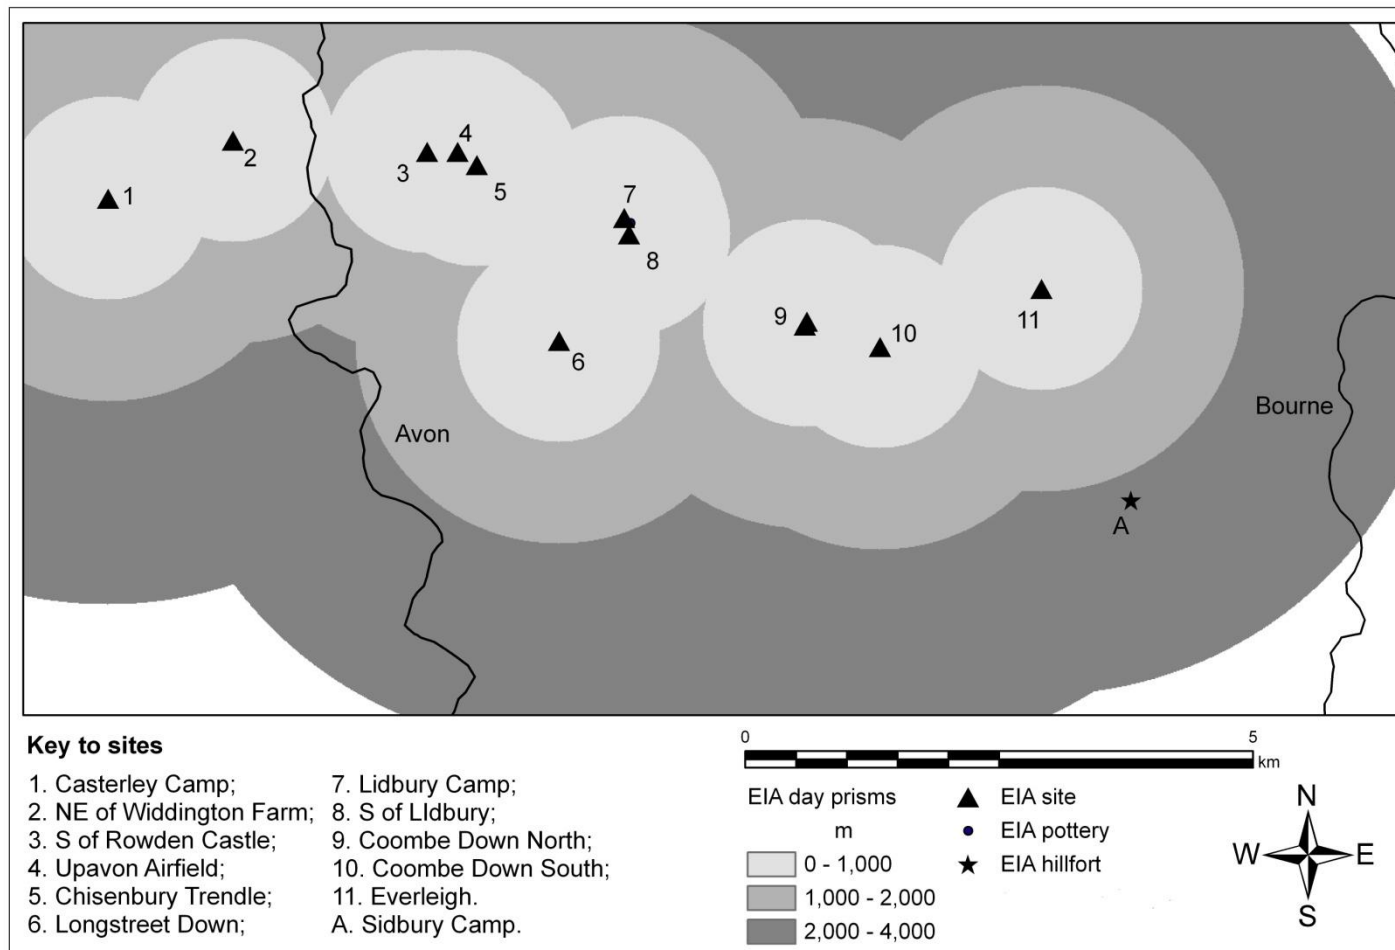 1
2
3
4
5
6
7
8
9
10
11
Avon
Bourne
A
Key to sites
1. Casterley Camp;
2. NE of Widdington Farm;
3. S of Rowden Castle;
4. Upavon Airfield;
5. Chisenbury Trendle;
6. Longstreet Down;
7. Lidbury Camp;
8. S of LIdbury;
9. Coombe Down North;
10. Coombe Down South;
11. Everleigh.
A. Sidbury Camp.
0 5
km
EIA day prisms
m
0 - 1,000
1,000 - 2,000
2,000 - 4,000
EIA site
EIA pottery
EIA hillfort
N
W E
S